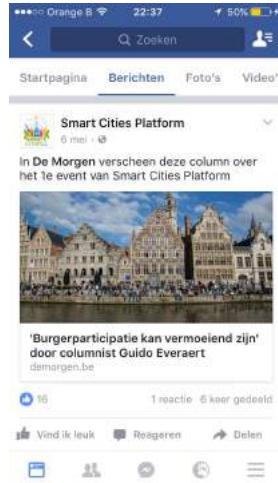 Orange B 22:37 50%
Zoeken
Startpagina Berichten Foto's Video'
Smart Cities Platform
6 mei
In De Morgen verscheen deze column over
het 1e event van Smart Cities Platform
'Burgerparticipatie kan vermoeiend zijn'
door columnist Guido Everaert
demorgen.be
16 1 reactie 6 keer gedeeld
Vind ik leuk Reageren Delen